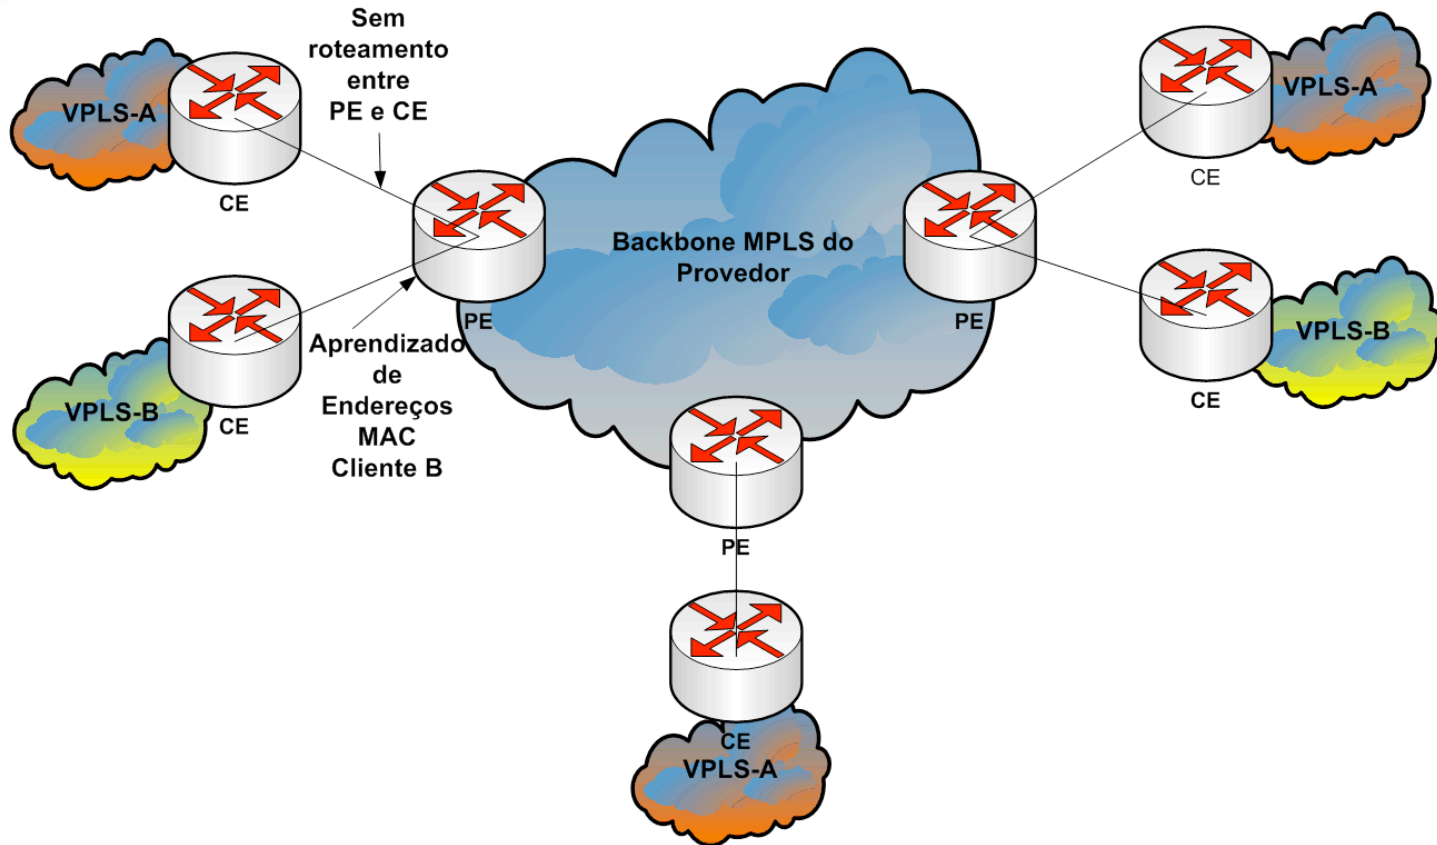 Sem
roteamento
entre
PE e CE
VPLS-A
CE
VPLS-A
CE
Backbone MPLS do
Provedor
PE
PE
VPLS-B
CE
Aprendizado
de
Endereços
MAC
Cliente B
VPLS-B
CE
PE
CE
VPLS-A